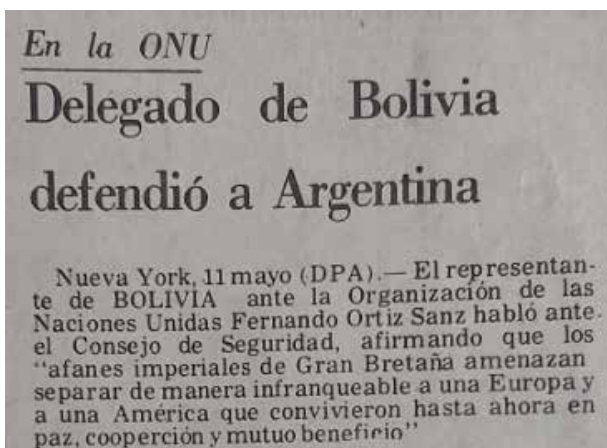 En la ONU
Delegado de Bolivia
defendió a Argentina
Nueva York, 11 mayo (DPA).— El representan-
te de BOLIVIA ante la Organización de las
Naciones Unidas Fernando Ortiz Sanz habló ante
el Consejo de Seguridad, afirmando que los
"afanes imperiales de Gran Bretaña amenazan
separar de manera infranqueable a una Europa y
a una América que convivieron hasta ahora en
paz, cooperción y mutuo beneficio"